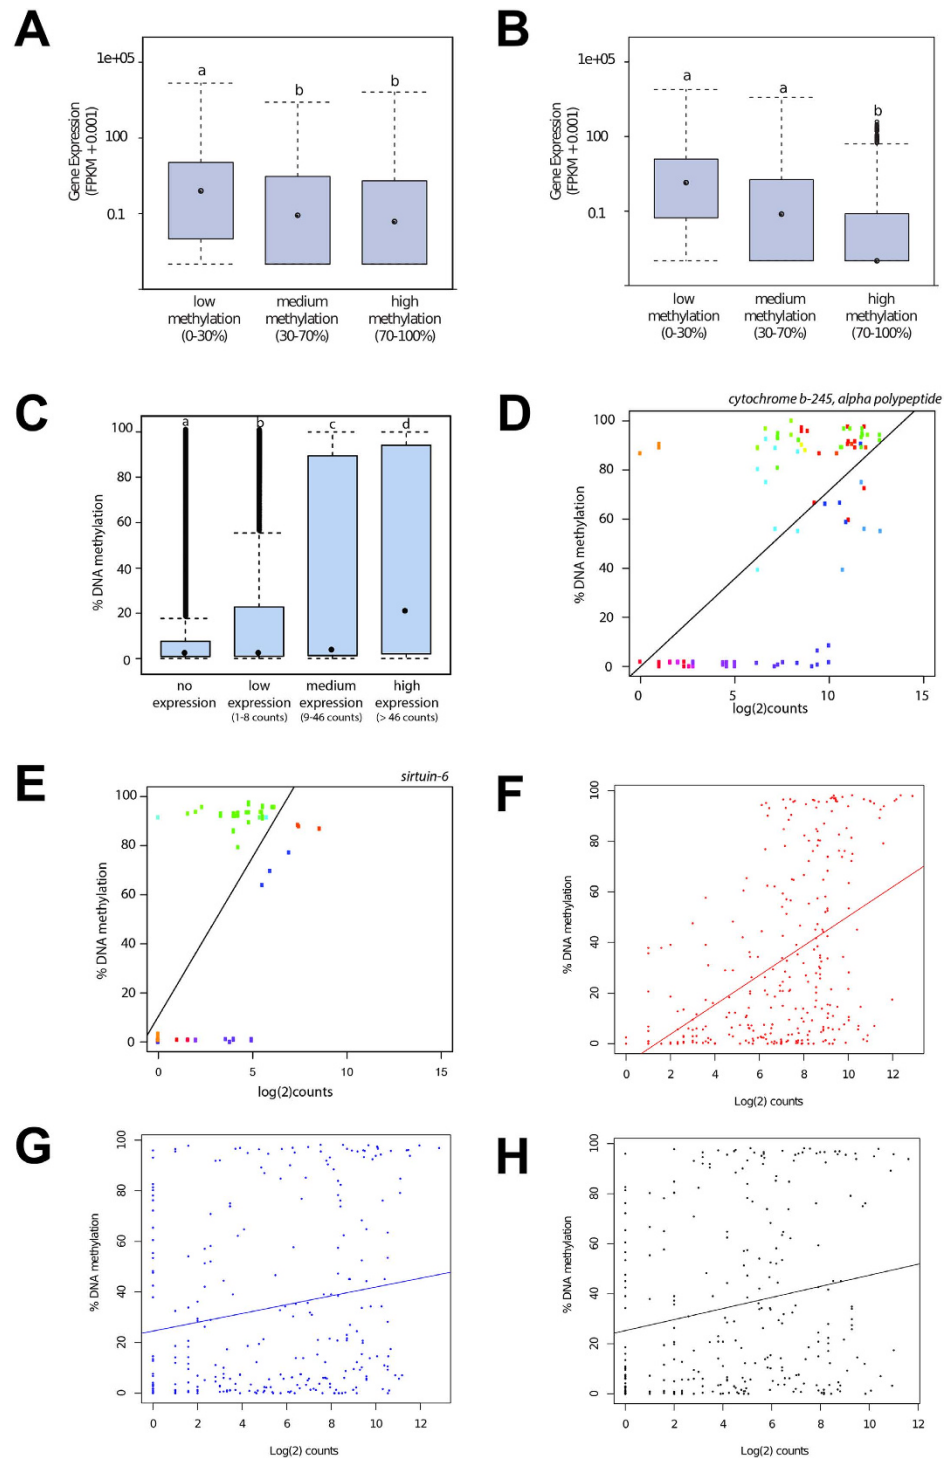 A
1e+05
100
0.1
Gene Expression
(FPKM + 0.001)
a
b
b
low
methylation
(0-30%)
medium
methylation
(30-70%)
high
methylation
(70-100%)
B
1e+05
100
0.1
Gene Expression
(FPKM + 0.001)
a
a
b
low
methylation
(0-30%)
medium
methylation
(30-70%)
high
methylation
(70-100%)
C
100
80
60
40
20
0
% DNA methylation
a
b
c
d
no
expression
low
expression
(1-8 counts)
medium
expression
(9-46 counts)
high
expression
(> 46 counts)
D
cytochrome b-245, alpha polypeptide
100
80
60
40
20
0
% DNA methylation
0
5
10
15
log(2)counts
E
sirtuin-6
100
80
60
40
20
0
% DNA methylation
0
5
10
15
log(2)counts
F
100
80
60
40
20
0
% DNA methylation
0
2
4
6
8
10
12
Log(2) counts
G
100
80
60
40
20
0
% DNA methylation
0
2
4
6
8
10
12
Log(2) counts
H
100
80
60
40
20
0
% DNA methylation
0
2
4
6
8
10
12
Log(2) counts